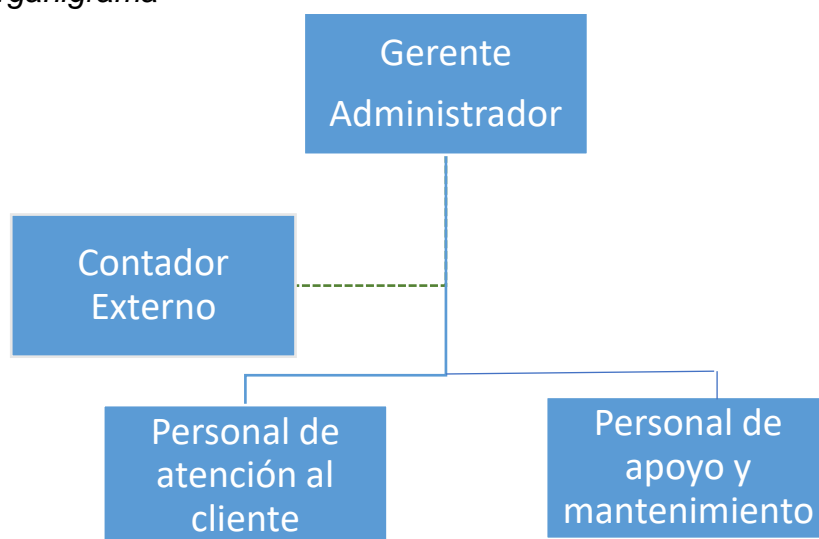 Gerente
Administrador
Contador
Externo
Personal de
atención al
cliente
Personal de
apoyo y
mantenimiento